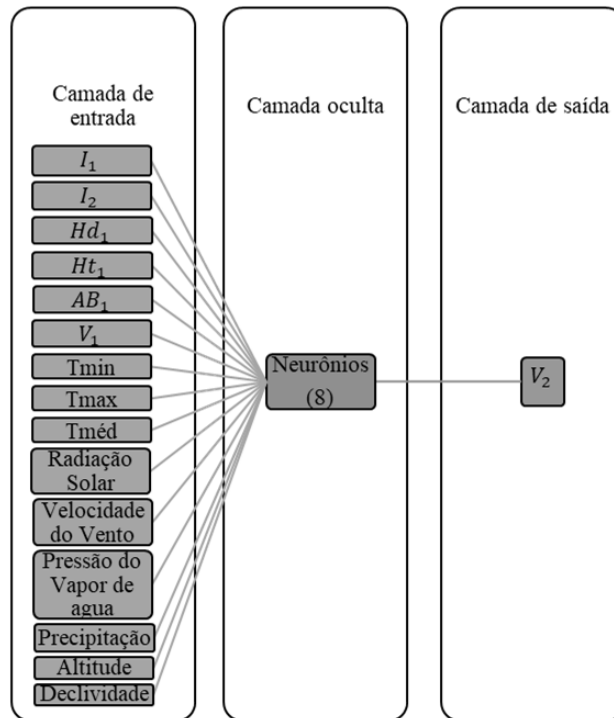 Camada de
entrada
I₁
I₂
Hd₁
Ht₁
AB₁
V₁
Tmin
Tmax
Tméd
Radiação
Solar
Velocidade
do Vento
Pressão do
Vapor de
agua
Precipitação
Altitude
Declividade
Camada oculta
Neurônios
(8)
Camada de saída
V₂